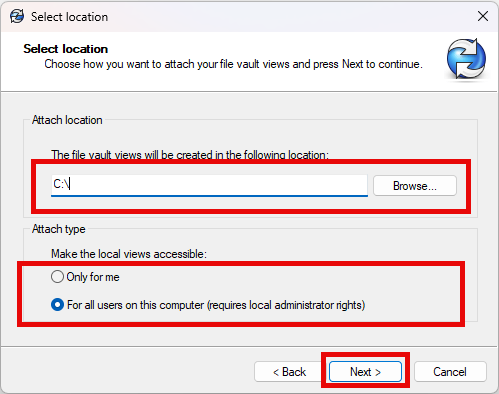 Select location
Select location
Choose how you want to attach your file vault views and press Next to continue.
Attach location
The file vault views will be created in the following location:
C:\
Browse...
Attach type
Make the local views accessible:
Only for me
For all users on this computer (requires local administrator rights)
< Back
Next >
Cancel